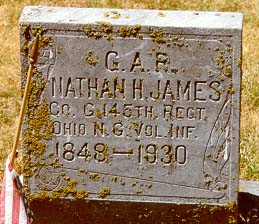 G.A.R.
NATHAN H. JAMES
CO. G. 145TH. REGT.
OHIO N.G. VOL. INF.
1848-1930